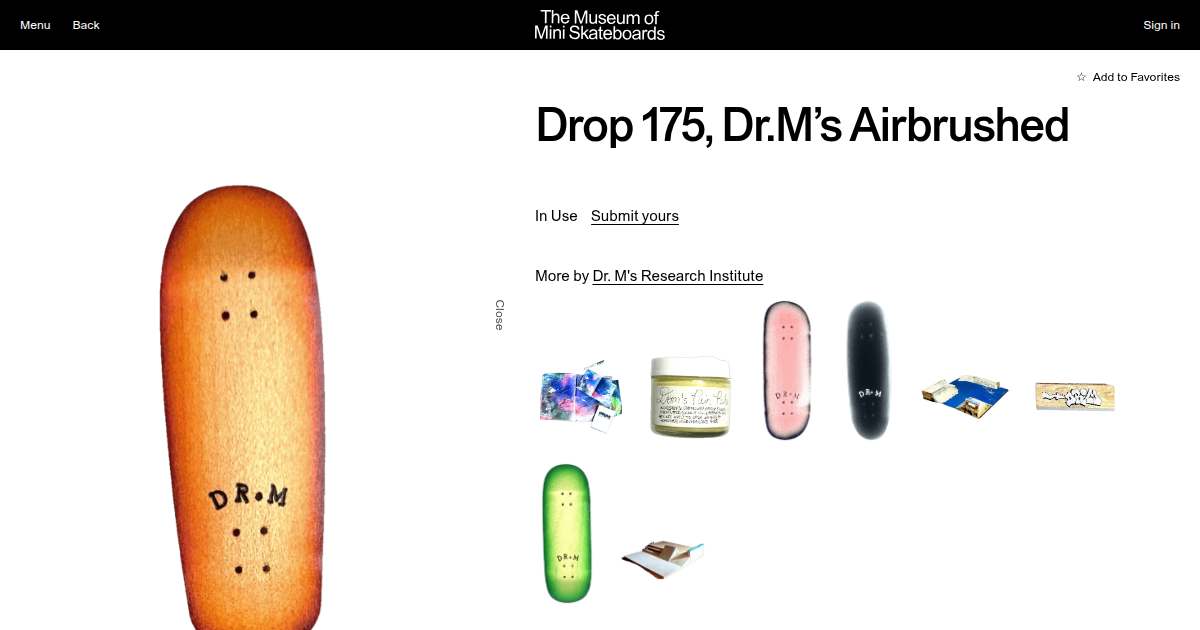 Menu
Back
The Museum of
Mini Skateboards
Sign in
☆ Add to Favorites
Drop 175, Dr.M’s Airbrushed
In Use Submit yours
More by Dr. M's Research Institute
Close
DR•M
DR•M
DR•M
DR•M